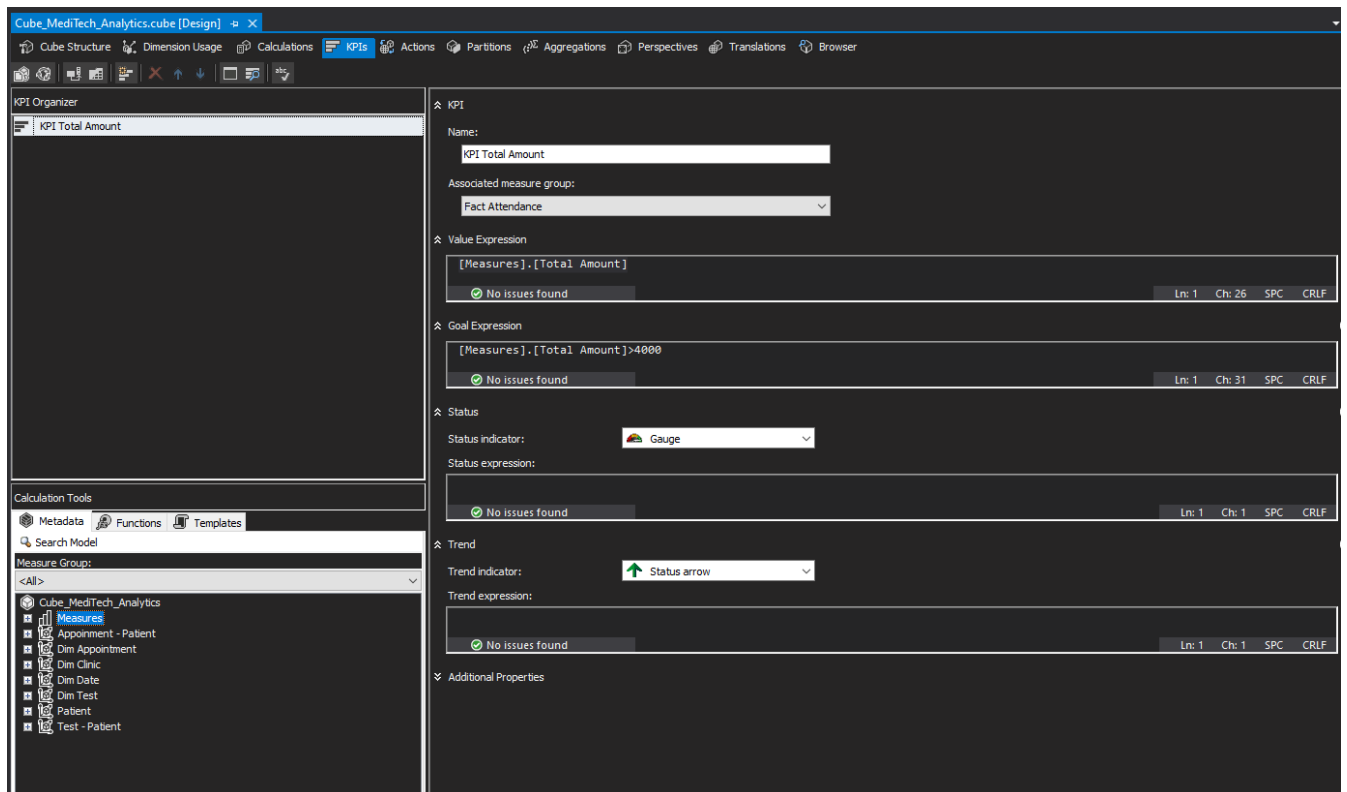 Cube_MediTech_Analytics.cube [Design]
Cube Structure Dimension Usage Calculations KPIs Actions Partitions Aggregations Perspectives Translations Browser
KPI Organizer
KPI Total Amount
Calculation Tools
Metadata Functions Templates
Search Model
Measure Group:
<All>
Cube_MediTech_Analytics
Measures
Appoinment - Patient
Dim Appointment
Dim Clinic
Dim Date
Dim Test
Patient
Test - Patient
KPI
Name:
KPI Total Amount
Associated measure group:
Fact Attendance
Value Expression
[Measures].[Total Amount]
No issues found Ln: 1 Ch: 26 SPC CRLF
Goal Expression
[Measures].[Total Amount]>4000
No issues found Ln: 1 Ch: 31 SPC CRLF
Status
Status indicator: Gauge
Status expression:
No issues found Ln: 1 Ch: 1 SPC CRLF
Trend
Trend indicator: Status arrow
Trend expression:
No issues found Ln: 1 Ch: 1 SPC CRLF
Additional Properties